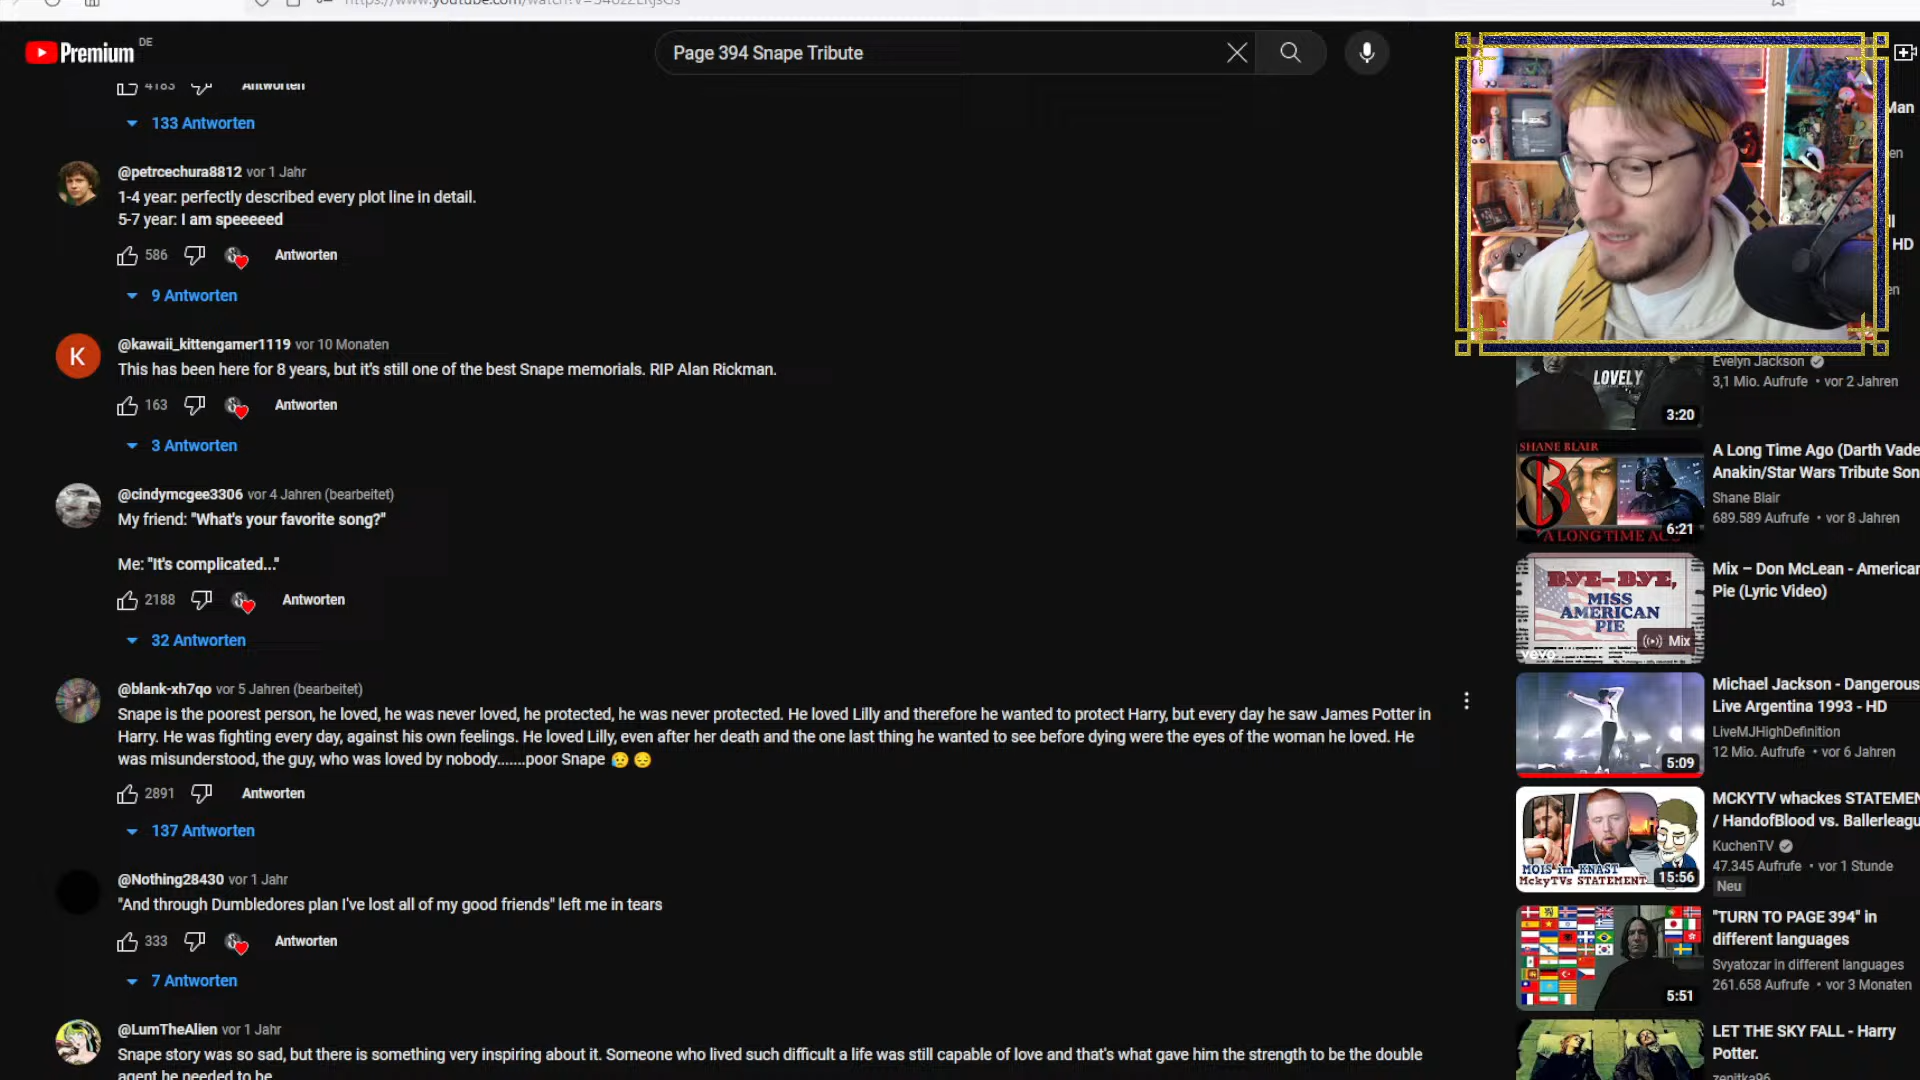 Premium DE
Page 394 Snape Tribute
4183 Antworten
133 Antworten
@petrcechura8812 vor 1 Jahr
1-4 year: perfectly described every plot line in detail.
5-7 year: I am speeeeed
586 Antworten
9 Antworten
K
@kawaii_kittengamer1119 vor 10 Monaten
This has been here for 8 years, but it's still one of the best Snape memorials. RIP Alan Rickman.
163 Antworten
3 Antworten
@cindymcgee3306 vor 4 Jahren (bearbeitet)
My friend: "What's your favorite song?"
Me: "It's complicated..."
2188 Antworten
32 Antworten
@blank-xh7qo vor 5 Jahren (bearbeitet)
Snape is the poorest person, he loved, he was never loved, he protected, he was never protected. He loved Lilly and therefore he wanted to protect Harry, but every day he saw James Potter in
Harry. He was fighting every day, against his own feelings. He loved Lilly, even after her death and the one last thing he wanted to see before dying were the eyes of the woman he loved. He
was misunderstood, the guy, who was loved by nobody.......poor Snape 😥 😔
2891 Antworten
137 Antworten
@Nothing28430 vor 1 Jahr
"And through Dumbledores plan I've lost all of my good friends" left me in tears
333 Antworten
7 Antworten
@LumTheAlien vor 1 Jahr
Snape story was so sad, but there is something very inspiring about it. Someone who lived such difficult a life was still capable of love and that's what gave him the strength to be the double
agent he needed to be
Man
HD
LOVELY
3:20
Evelyn Jackson
3,1 Mio. Aufrufe • vor 2 Jahren
SHANE BLAIR
A LONG TIME AGO
6:21
A Long Time Ago (Darth Vade
Anakin/Star Wars Tribute Son
Shane Blair
689.589 Aufrufe • vor 8 Jahren
BYE-BYE,
MISS
AMERICAN
PIE
vevo
Mix
Mix – Don McLean - American
Pie (Lyric Video)
5:09
Michael Jackson - Dangerous
Live Argentina 1993 - HD
LiveMJHighDefinition
12 Mio. Aufrufe • vor 6 Jahren
MOIS im KNAST
MckyTVs STATEMENT
15:56
MCKYTV whackes STATEMEN
/ HandofBlood vs. Ballerleagu
KuchenTV
47.345 Aufrufe • vor 1 Stunde
Neu
5:51
"TURN TO PAGE 394" in
different languages
Svyatozar in different languages
261.658 Aufrufe • vor 3 Monaten
LET THE SKY FALL - Harry
Potter.
zenitka96